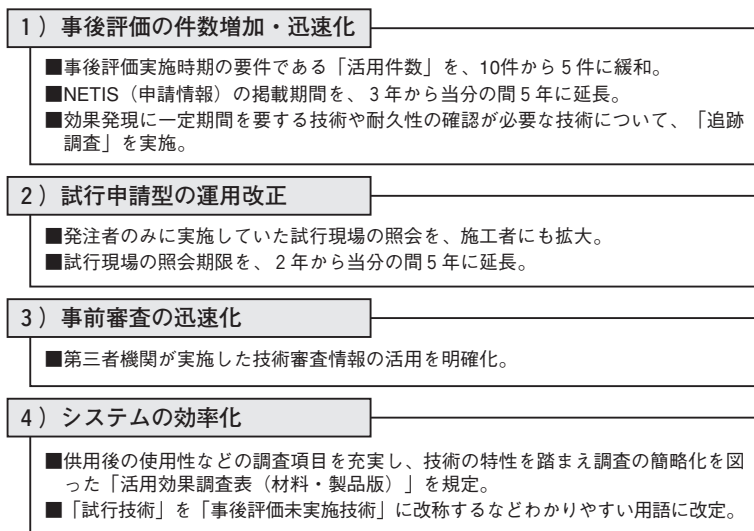 1）事後評価の件数増加・迅速化
■事後評価実施時期の要件である「活用件数」を、10件から５件に緩和。
■NETIS（申請情報）の掲載期間を、３年から当分の間５年に延長。
■効果発現に一定期間を要する技術や耐久性の確認が必要な技術について、「追跡
調査」を実施。
2）試行申請型の運用改正
■発注者のみに実施していた試行現場の照会を、施工者にも拡大。
■試行現場の照会期限を、２年から当分の間５年に延長。
3）事前審査の迅速化
■第三者機関が実施した技術審査情報の活用を明確化。
4）システムの効率化
■供用後の使用性などの調査項目を充実し、技術の特性を踏まえ調査の簡略化を図
った「活用効果調査表（材料・製品版）」を規定。
■「試行技術」を「事後評価未実施技術」に改称するなどわかりやすい用語に改定。